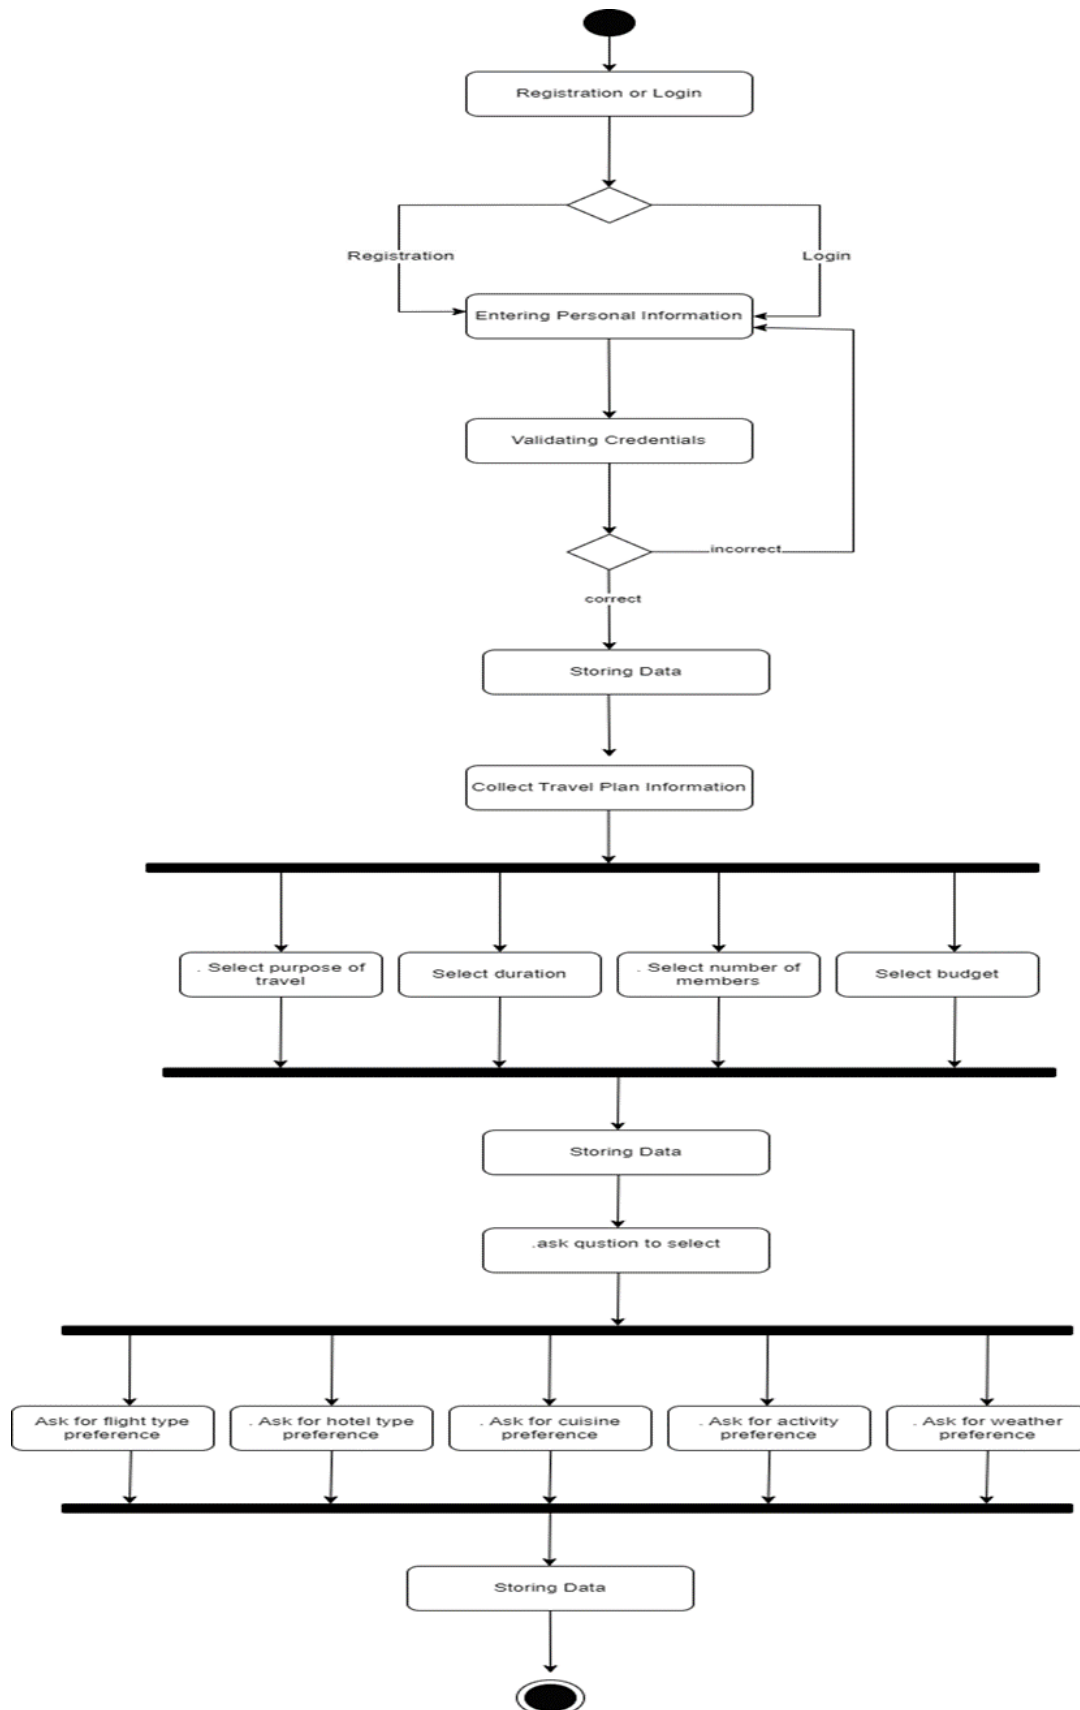 Registration or Login
Registration
Login
Entering Personal Information
Validating Credentials
incorrect
correct
Storing Data
Collect Travel Plan Information
. Select purpose of
travel
Select duration
. Select number of
members
Select budget
Storing Data
.ask qustion to select
Ask for flight type
preference
. Ask for hotel type
preference
. Ask for cuisine
preference
. Ask for activity
preference
. Ask for weather
preference
Storing Data